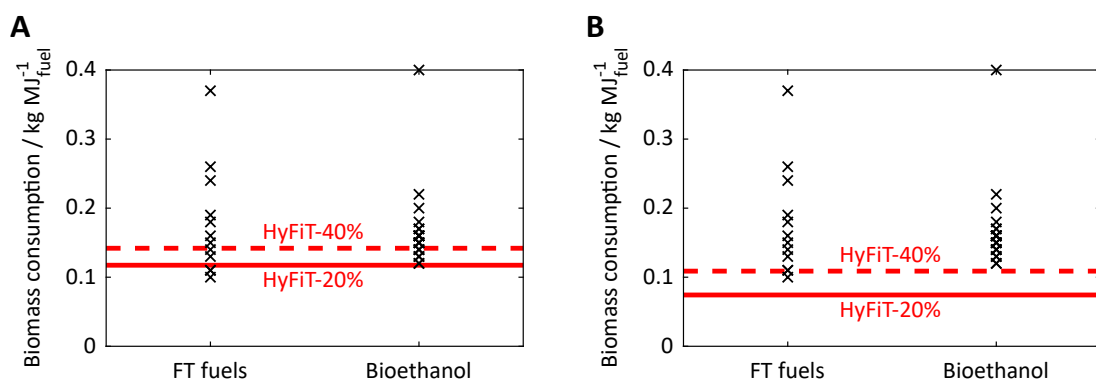 A
Biomass consumption / kg MJ⁻¹fuel
0.4
0.3
0.2
0.1
0
HyFiT-40%
HyFiT-20%
FT fuels
Bioethanol
B
Biomass consumption / kg MJ⁻¹fuel
0.4
0.3
0.2
0.1
0
HyFiT-40%
HyFiT-20%
FT fuels
Bioethanol